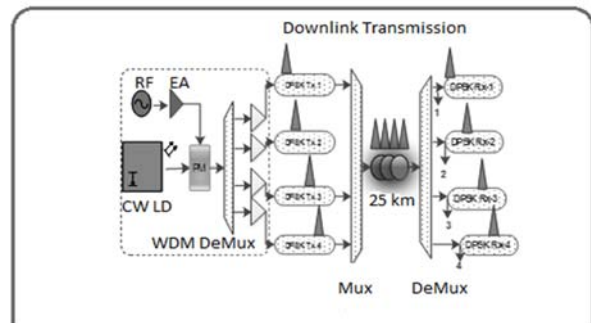 Downlink Transmission
RF EA
DPSK Tx-1
DPSK Rx-1
1
DPSK Tx-2
DPSK Rx-2
2
PM
CW LD
25 km
DPSK Tx-3
DPSK Rx-3
3
WDM DeMux
DPSK Tx-4
DPSK Rx-4
4
Mux
DeMux